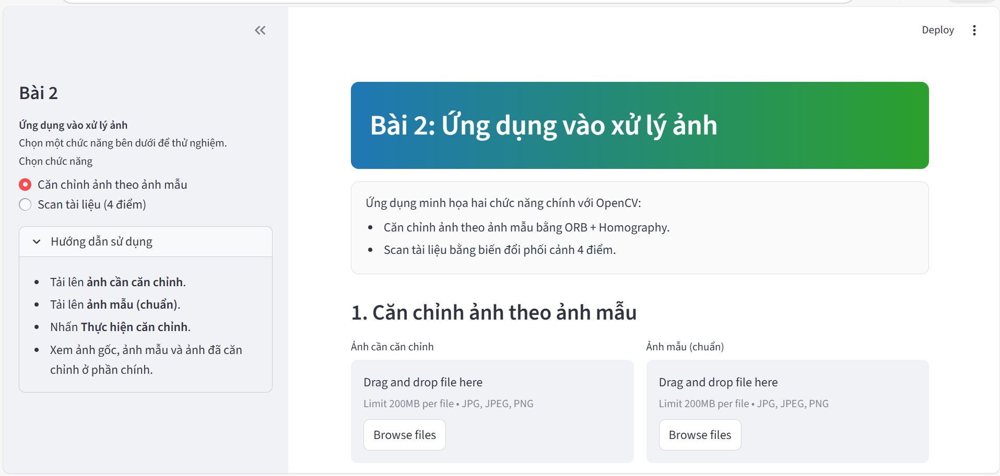 Deploy
Bài 2
Ứng dụng vào xử lý ảnh
Chọn một chức năng bên dưới để thử nghiệm.
Chọn chức năng
Căn chỉnh ảnh theo ảnh mẫu
Scan tài liệu (4 điểm)
Hướng dẫn sử dụng
• Tải lên ảnh cần căn chỉnh.
• Tải lên ảnh mẫu (chuẩn).
• Nhấn Thực hiện căn chỉnh.
• Xem ảnh gốc, ảnh mẫu và ảnh đã căn
chỉnh ở phần chính.
Bài 2: Ứng dụng vào xử lý ảnh
Ứng dụng minh họa hai chức năng chính với OpenCV:
• Căn chỉnh ảnh theo ảnh mẫu bằng ORB + Homography.
• Scan tài liệu bằng biến đổi phối cảnh 4 điểm.
1. Căn chỉnh ảnh theo ảnh mẫu
Ảnh cần căn chỉnh
Drag and drop file here
Limit 200MB per file • JPG, JPEG, PNG
Browse files
Ảnh mẫu (chuẩn)
Drag and drop file here
Limit 200MB per file • JPG, JPEG, PNG
Browse files